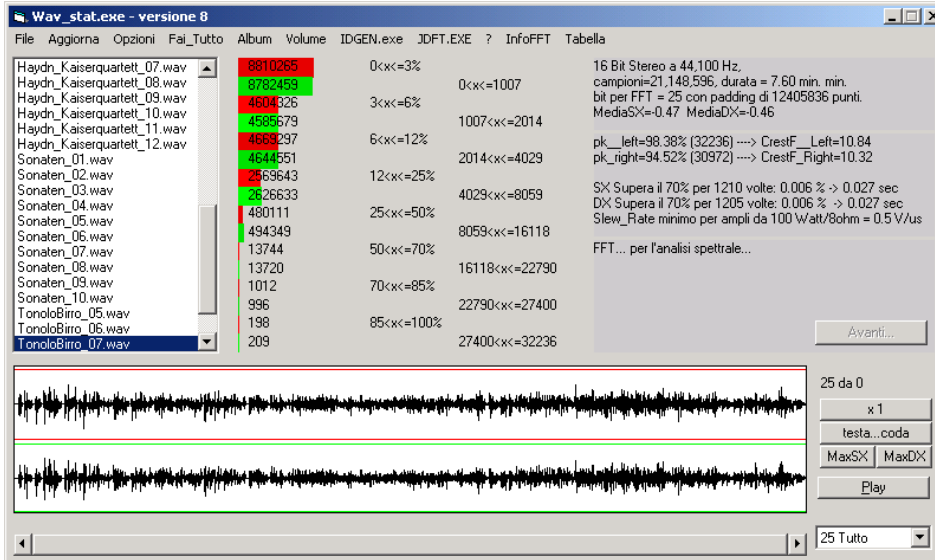 Wav_stat.exe - versione 8
File Aggiorna Opzioni Fai_Tutto Album Volume IDGEN.exe JDFT.EXE ? InfoFFT Tabella
Haydn_Kaiserquartett_07.wav
Haydn_Kaiserquartett_08.wav
Haydn_Kaiserquartett_09.wav
Haydn_Kaiserquartett_10.wav
Haydn_Kaiserquartett_11.wav
Haydn_Kaiserquartett_12.wav
Sonaten_01.wav
Sonaten_02.wav
Sonaten_03.wav
Sonaten_04.wav
Sonaten_05.wav
Sonaten_06.wav
Sonaten_07.wav
Sonaten_08.wav
Sonaten_09.wav
Sonaten_10.wav
TonoloBirro_05.wav
TonoloBirro_06.wav
TonoloBirro_07.wav
8810265 0<x<=3%
8782459 0<x<=1007
4604326 3<x<=6%
4585679 1007<x<=2014
4669297 6<x<=12%
4644551 2014<x<=4029
2569643 12<x<=25%
2626633 4029<x<=8059
480111 25<x<=50%
494349 8059<x<=16118
13744 50<x<=70%
13720 16118<x<=22790
1012 70<x<=85%
996 22790<x<=27400
198 85<x<=100%
209 27400<x<=32236
16 Bit Stereo a 44,100 Hz,
campioni=21,148,596, durata = 7.60 min. min.
bit per FFT = 25 con padding di 12405836 punti.
MediaSX=-0.47 MediaDX=-0.46
pk__left=98.38% (32236) ----> CrestF__Left=10.84
pk_right=94.52% (30972) ----> CrestF_Right=10.32
SX Supera il 70% per 1210 volte: 0.006 % -> 0.027 sec
DX Supera il 70% per 1205 volte: 0.006 % -> 0.027 sec
Slew_Rate minimo per ampli da 100 Watt/8ohm = 0.5 V/us
FFT... per l'analisi spettrale...
Avanti...
25 da 0
x 1
testa...coda
MaxSX MaxDX
Play
25 Tutto